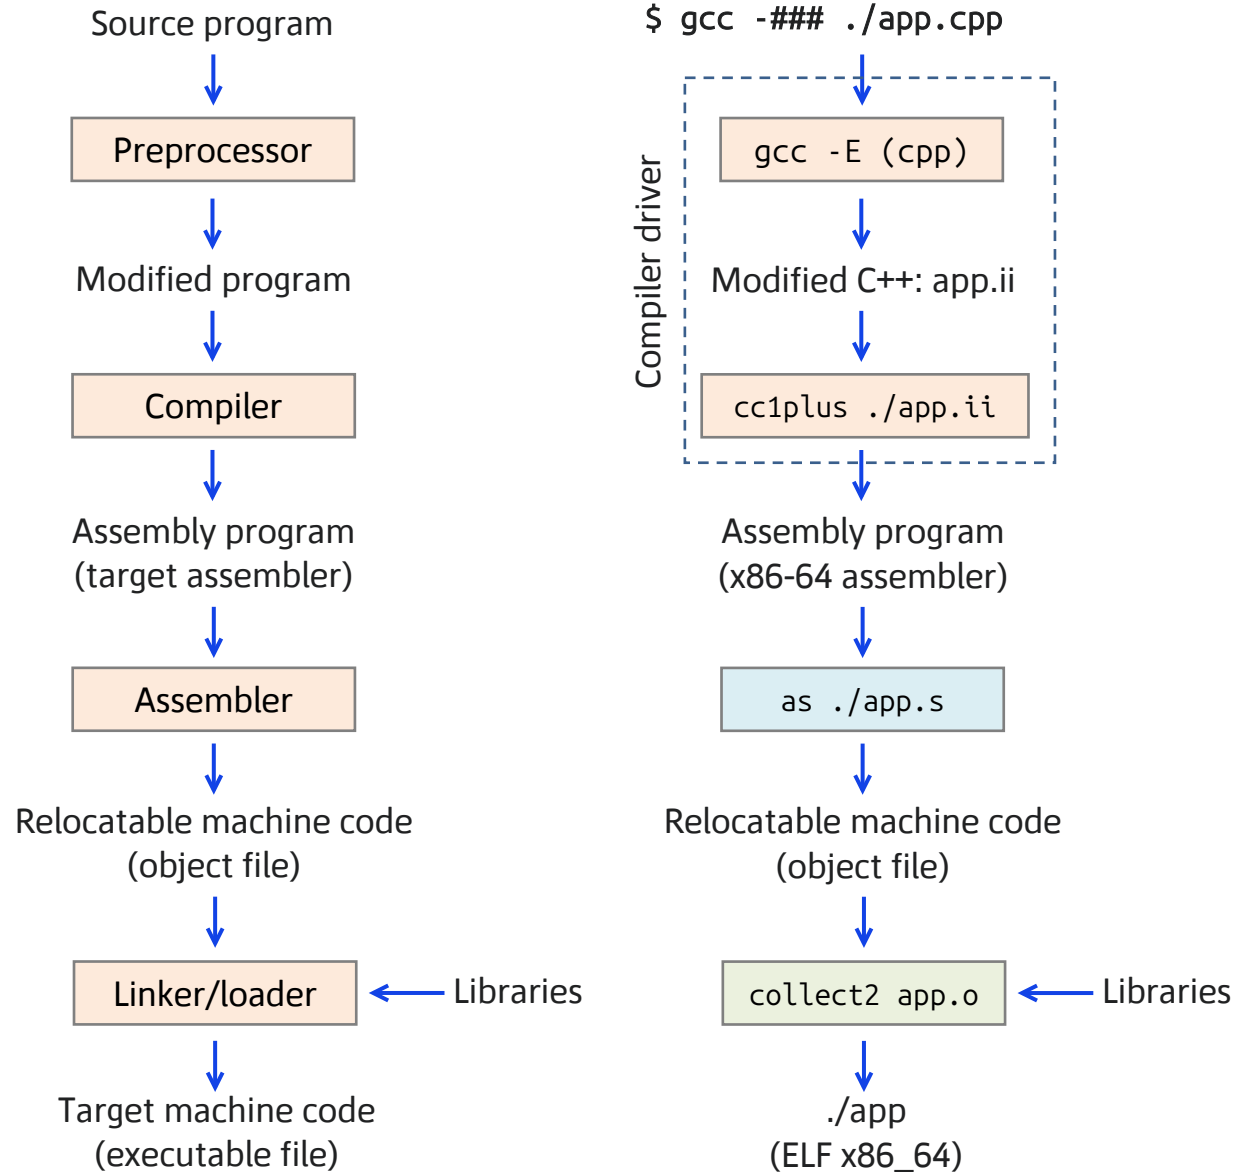 Source program
Preprocessor
Modified program
Compiler
Assembly program
(target assembler)
Assembler
Relocatable machine code
(object file)
Linker/loader
Libraries
Target machine code
(executable file)
$ gcc -### ./app.cpp
Compiler driver
gcc -E (cpp)
Modified C++: app.ii
cc1plus ./app.ii
Assembly program
(x86-64 assembler)
as ./app.s
Relocatable machine code
(object file)
collect2 app.o
Libraries
./app
(ELF x86_64)